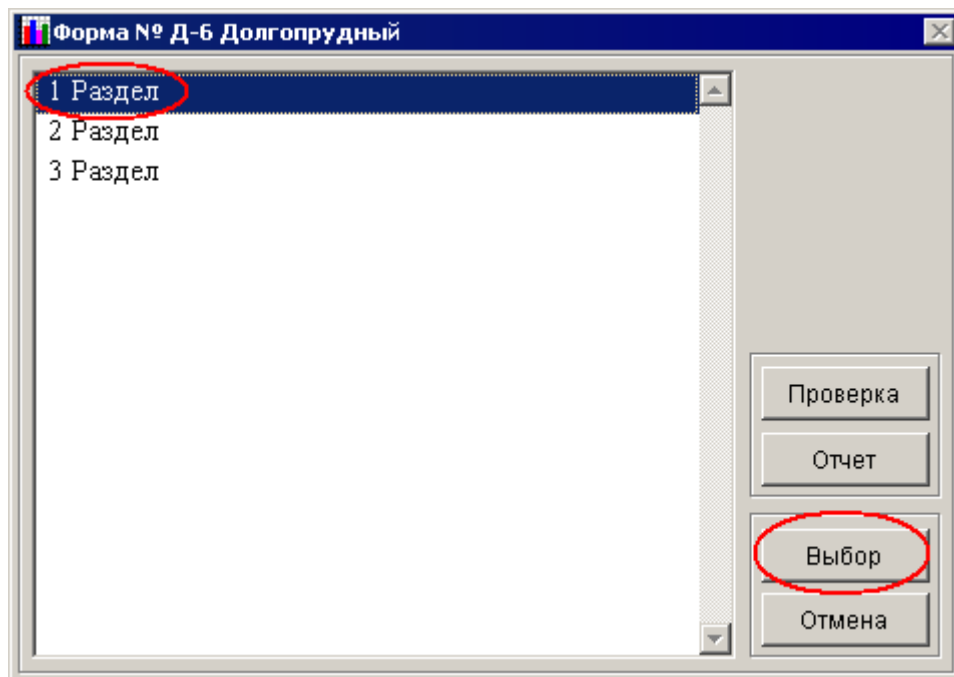 Форма № Д-6 Долгопрудный
1 Раздел
2 Раздел
3 Раздел
Проверка
Отчет
Выбор
Отмена